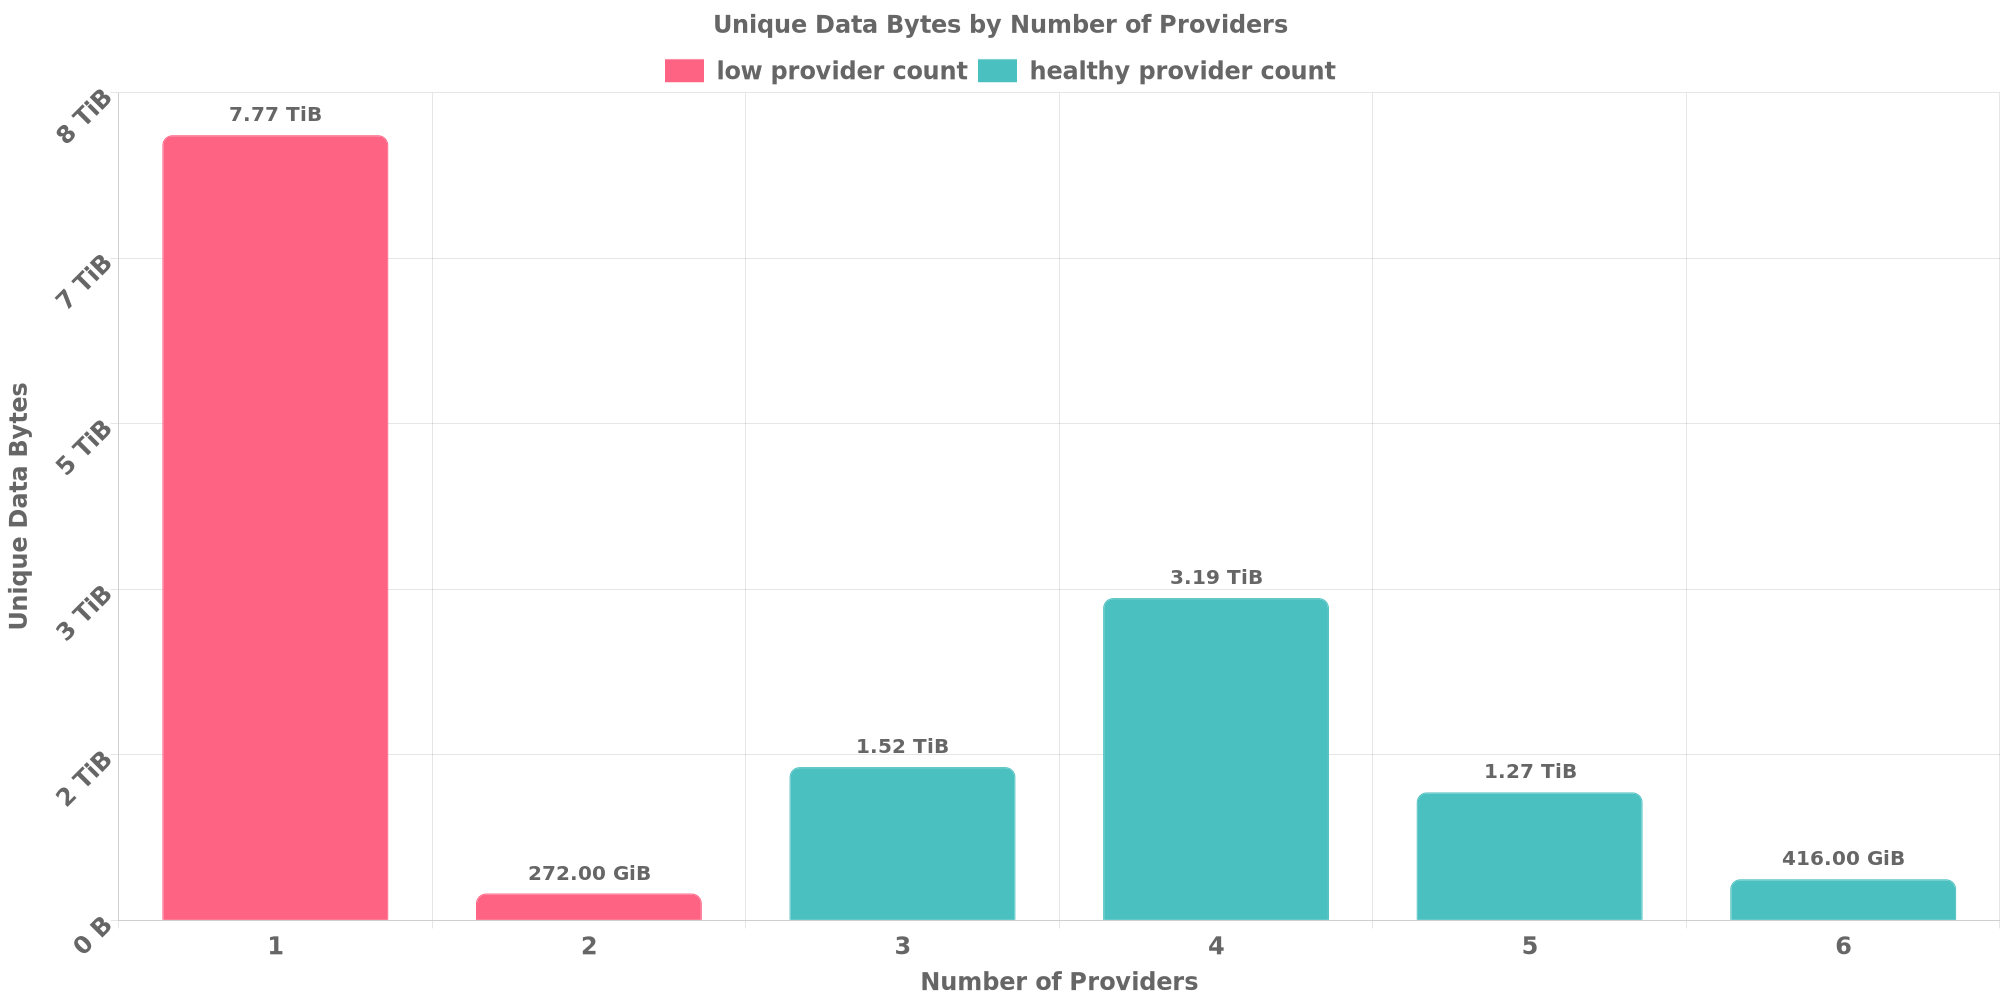 Unique Data Bytes by Number of Providers
low provider count
healthy provider count
8 TiB
7 TiB
5 TiB
3 TiB
2 TiB
0 B
Unique Data Bytes
7.77 TiB
272.00 GiB
1.52 TiB
3.19 TiB
1.27 TiB
416.00 GiB
1
2
3
4
5
6
Number of Providers